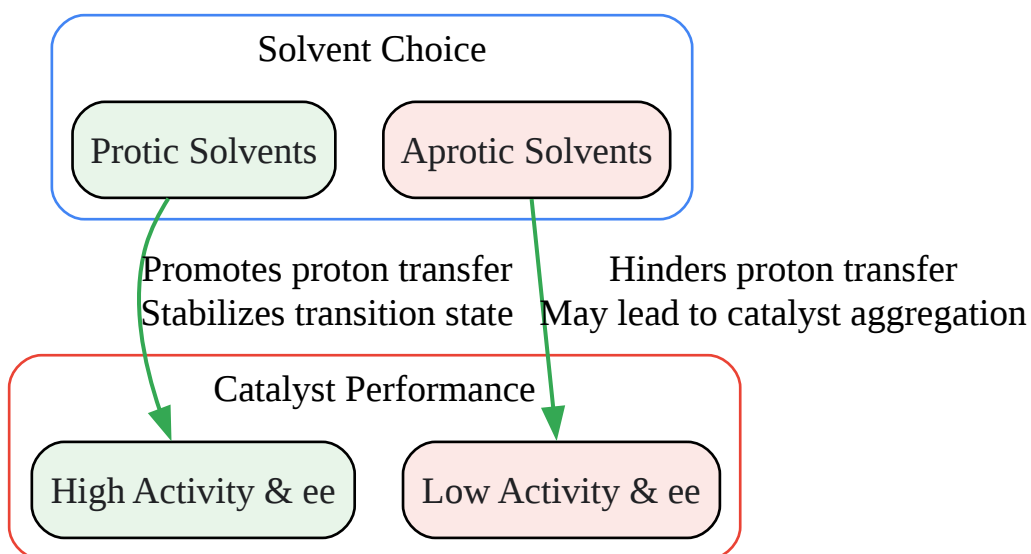 Solvent Choice
Protic Solvents
Aprotic Solvents
Promotes proton transfer
Stabilizes transition state
Hinders proton transfer
May lead to catalyst aggregation
Catalyst Performance
High Activity & ee
Low Activity & ee